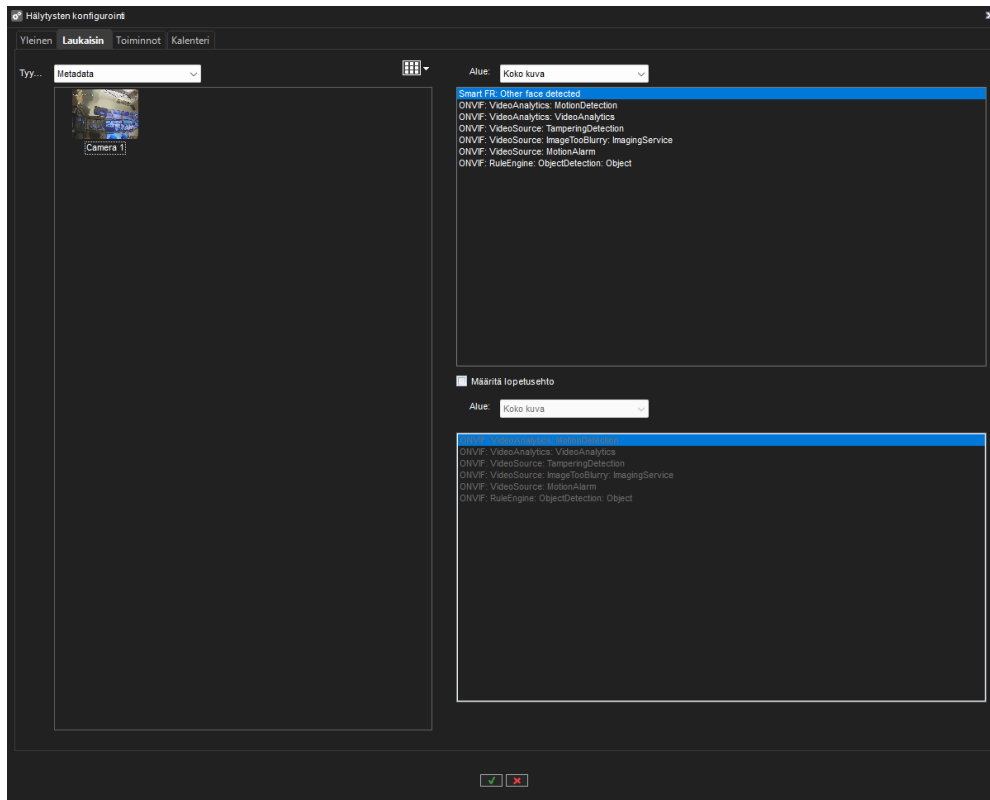 Hälytysten konfigurointi
Yleinen Laukaisin Toiminnot Kalenteri
Tyy... Metadata
Alue: Koko kuva
Camera 1
Smart FR: Other face detected
ONVIF: VideoAnalytics: MotionDetection
ONVIF: VideoAnalytics: VideoAnalytics
ONVIF: VideoSource: TamperingDetection
ONVIF: VideoSource: ImageTooBlurry: ImagingService
ONVIF: VideoSource: MotionAlarm
ONVIF: RuleEngine: ObjectDetection: Object
Määritä lopetusehto
Alue: Koko kuva
ONVIF: VideoAnalytics: MotionDetection
ONVIF: VideoAnalytics: VideoAnalytics
ONVIF: VideoSource: TamperingDetection
ONVIF: VideoSource: ImageTooBlurry: ImagingService
ONVIF: VideoSource: MotionAlarm
ONVIF: RuleEngine: ObjectDetection: Object